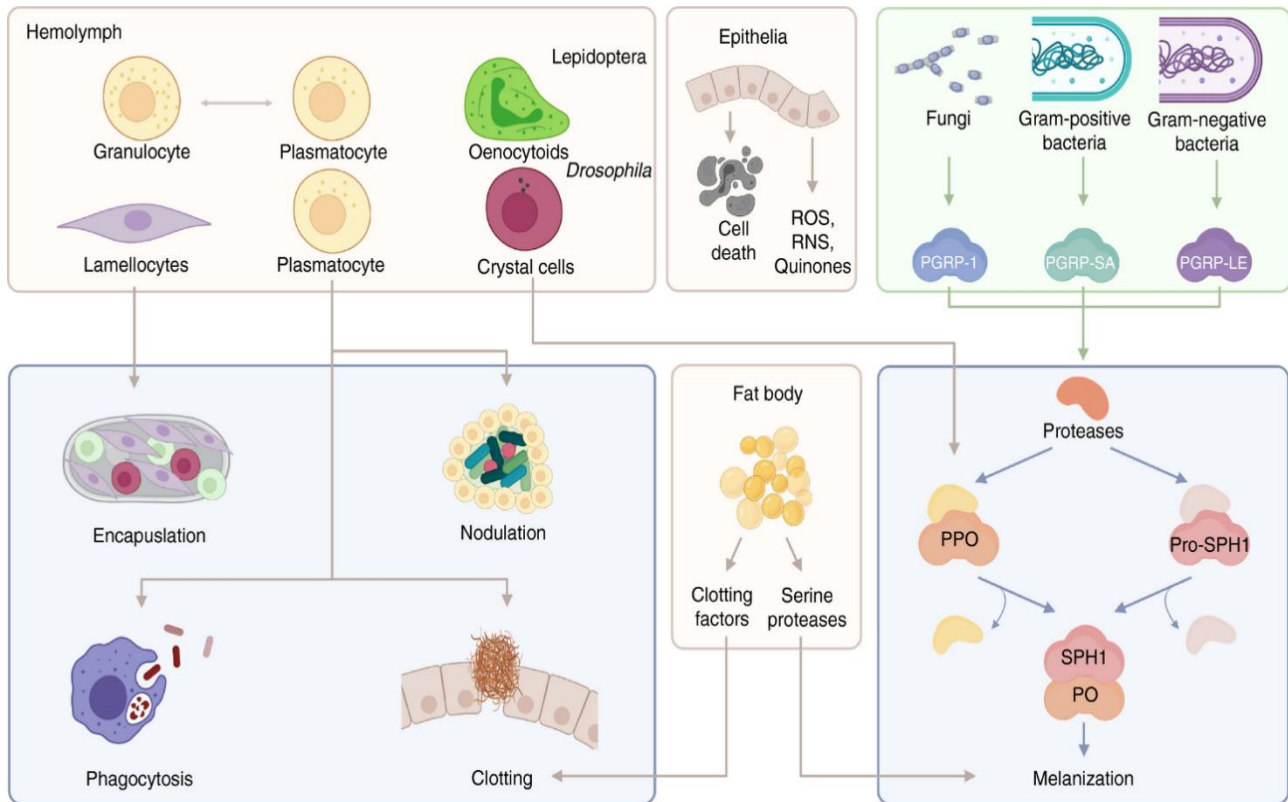 Hemolymph
Lepidoptera
Granulocyte
Plasmatocyte
Oenocytoids
Drosophila
Lamellocytes
Plasmatocyte
Crystal cells
Epithelia
Cell
death
ROS,
RNS,
Quinones
Fungi
Gram-positive
bacteria
Gram-negative
bacteria
PGRP-1
PGRP-SA
PGRP-LE
Encapuslation
Nodulation
Phagocytosis
Clotting
Fat body
Clotting
factors
Serine
proteases
Proteases
PPO
Pro-SPH1
SPH1
PO
Melanization